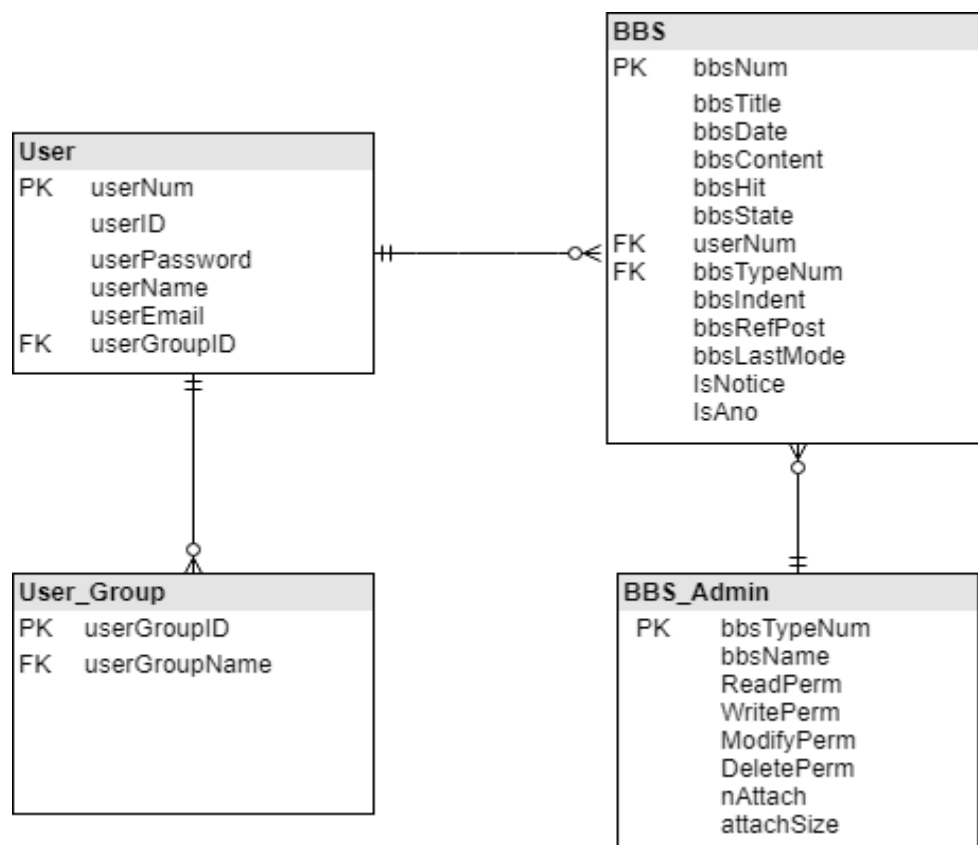 User
PK userNum
userID
userPassword
userName
userEmail
FK userGroupID
BBS
PK bbsNum
bbsTitle
bbsDate
bbsContent
bbsHit
bbsState
FK userNum
FK bbsTypeNum
bbsIndent
bbsRefPost
bbsLastMode
IsNotice
IsAno
User_Group
PK userGroupID
FK userGroupName
BBS_Admin
PK bbsTypeNum
bbsName
ReadPerm
WritePerm
ModifyPerm
DeletePerm
nAttach
attachSize